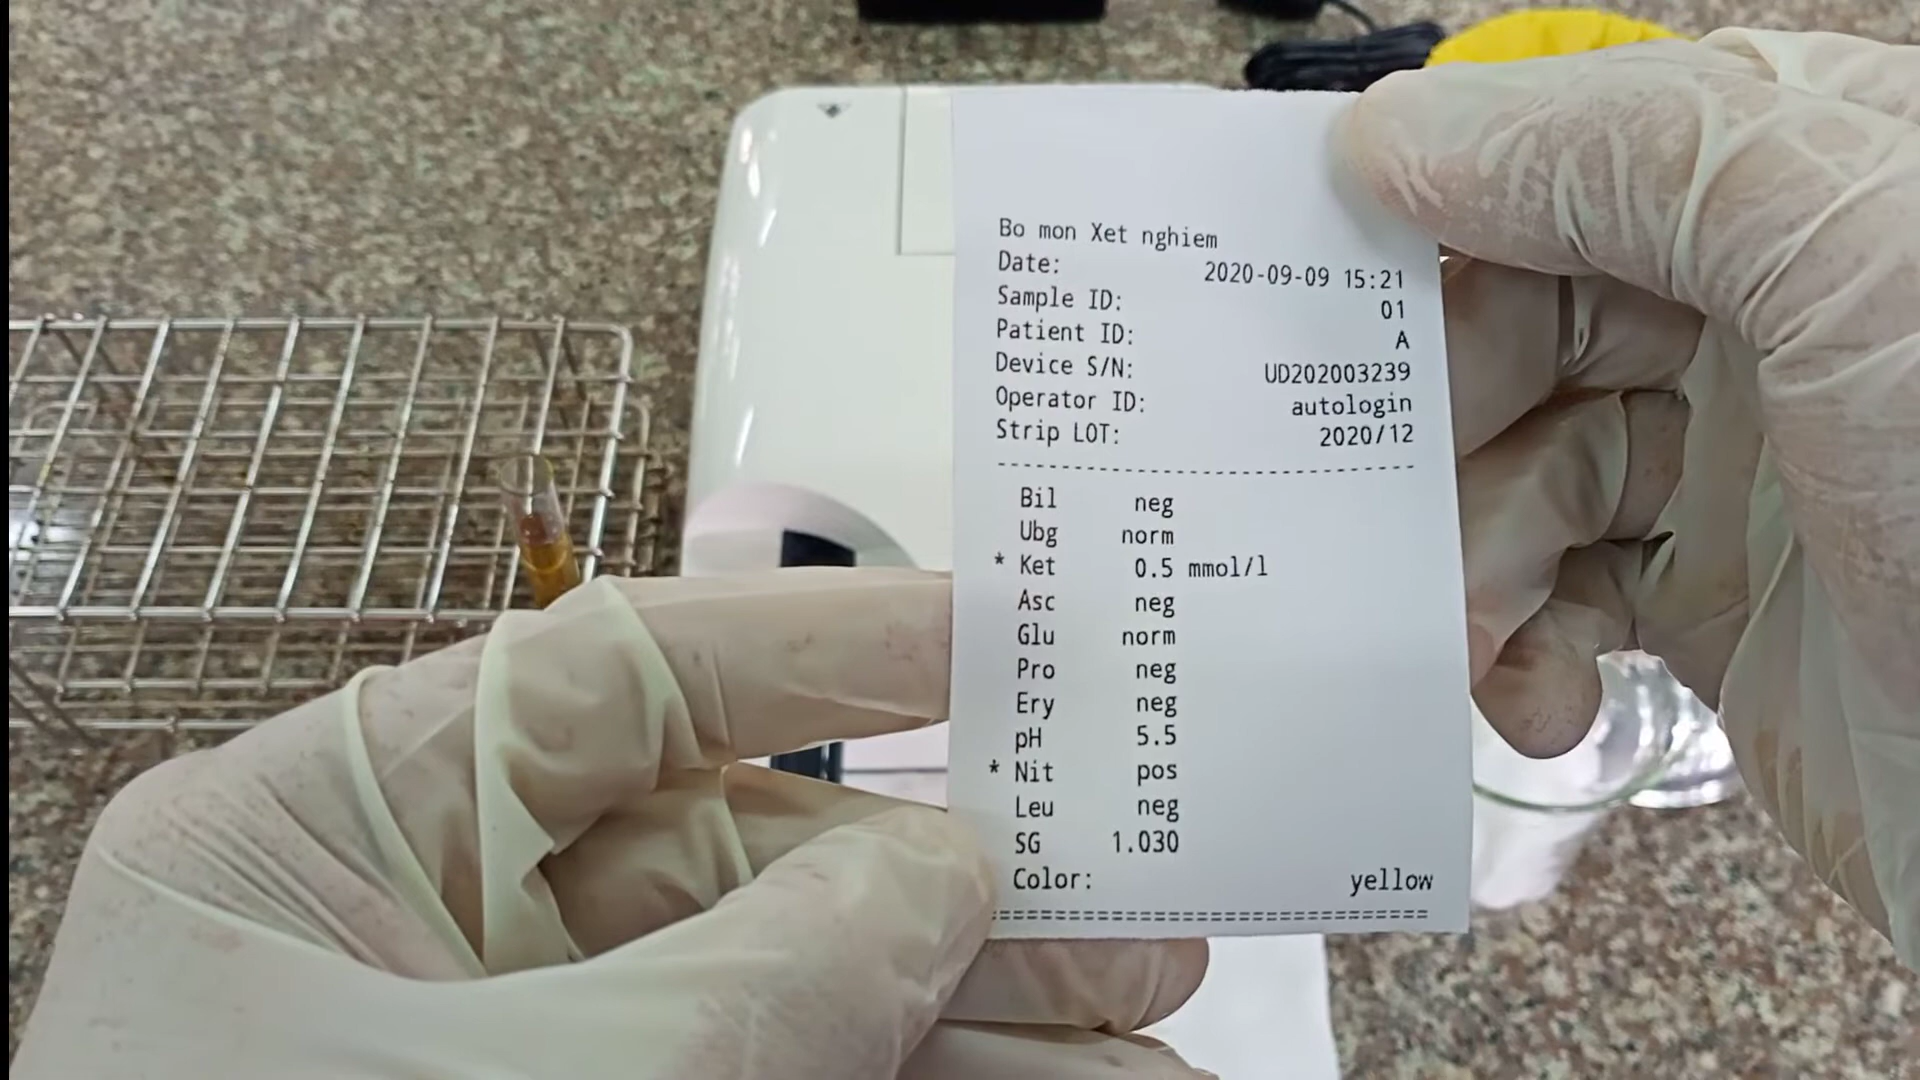 Bo mon Xet nghiem
Date: 2020-09-09 15:21
Sample ID: 01
Patient ID: A
Device S/N: UD202003239
Operator ID: autologin
Strip LOT: 2020/12
--------------------------------
Bil neg
Ubg norm
* Ket 0.5 mmol/l
Asc neg
Glu norm
Pro neg
Ery neg
pH 5.5
* Nit pos
Leu neg
SG 1.030
Color: yellow
================================